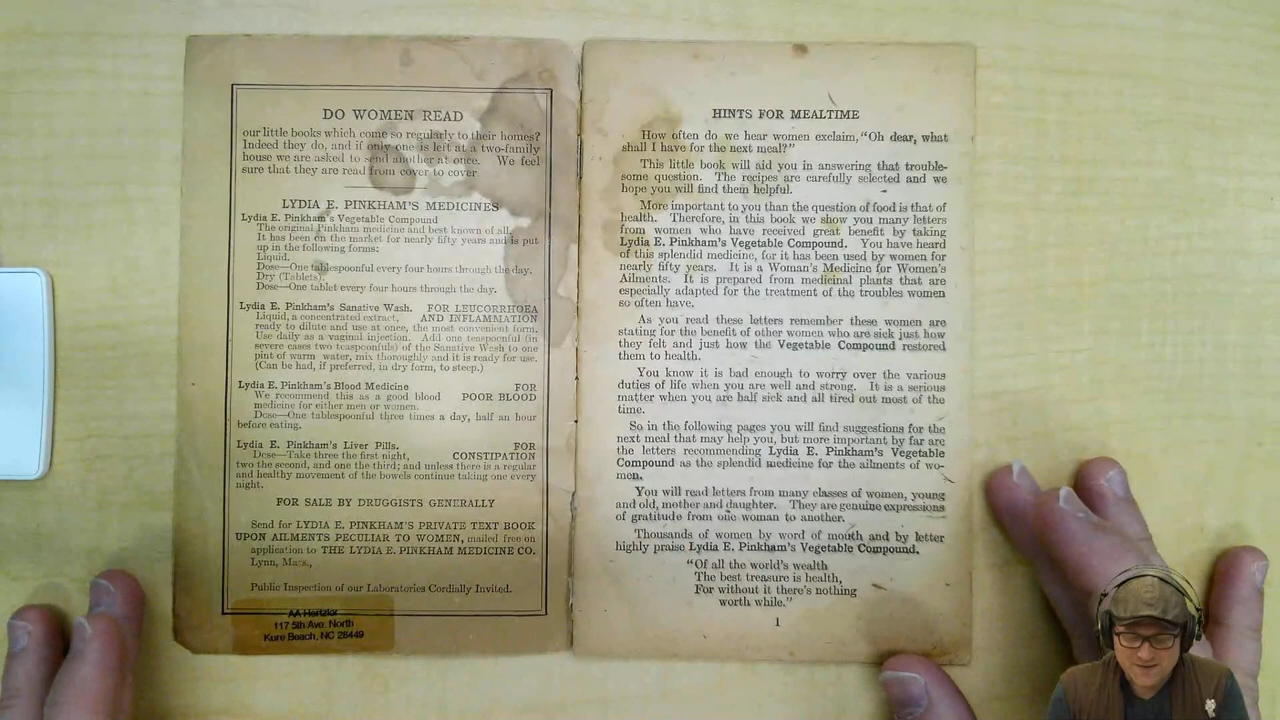 DO WOMEN READ
our little books which come so regularly to their homes?
Indeed they do, and if only one is left at a two-family
house we are asked to send another at once. We feel
sure that they are read from cover to cover
LYDIA E. PINKHAM'S MEDICINES
Lydia E. Pinkham's Vegetable Compound
The original Pinkham medicine and best known of all.
It has been on the market for nearly fifty years and is put
up in the following forms:
Liquid.
Dose—One tablespoonful every four hours through the day.
Dry (Tablets).
Dose—One tablet every four hours through the day.
Lydia E. Pinkham's Sanative Wash. FOR LEUCORRHOEA
Liquid, a concentrated extract, AND INFLAMMATION
ready to dilute and use at once, the most convenient form.
Use daily as a vaginal injection. Add one teaspoonful (in
severe cases two teaspoonfuls) of the Sanative Wash to one
pint of warm water, mix thoroughly and it is ready for use.
(Can be had, if preferred, in dry form, to steep.)
Lydia E. Pinkham's Blood Medicine FOR
We recommend this as a good blood POOR BLOOD
medicine for either men or women.
Dose—One tablespoonful three times a day, half an hour
before eating.
Lydia E. Pinkham's Liver Pills. FOR
Dose—Take three the first night, CONSTIPATION
two the second, and one the third; and unless there is a regular
and healthy movement of the bowels continue taking one every
night.
FOR SALE BY DRUGGISTS GENERALLY
Send for LYDIA E. PINKHAM'S PRIVATE TEXT BOOK
UPON AILMENTS PECULIAR TO WOMEN, mailed free on
application to THE LYDIA E. PINKHAM MEDICINE CO.
Lynn, Mass.,
Public Inspection of our Laboratories Cordially Invited.
AA Hertzler
117 5th Ave. North
Kure Beach, NC 28449
HINTS FOR MEALTIME
How often do we hear women exclaim, "Oh dear, what
shall I have for the next meal?"
This little book will aid you in answering that trouble-
some question. The recipes are carefully selected and we
hope you will find them helpful.
More important to you than the question of food is that of
health. Therefore, in this book we show you many letters
from women who have received great benefit by taking
Lydia E. Pinkham's Vegetable Compound. You have heard
of this splendid medicine, for it has been used by women for
nearly fifty years. It is a Woman's Medicine for Women's
Ailments. It is prepared from medicinal plants that are
especially adapted for the treatment of the troubles women
so often have.
As you read these letters remember these women are
stating for the benefit of other women who are sick just how
they felt and just how the Vegetable Compound restored
them to health.
You know it is bad enough to worry over the various
duties of life when you are well and strong. It is a serious
matter when you are half sick and all tired out most of the
time.
So in the following pages you will find suggestions for the
next meal that may help you, but more important by far are
the letters recommending Lydia E. Pinkham's Vegetable
Compound as the splendid medicine for the ailments of wo-
men.
You will read letters from many classes of women, young
and old, mother and daughter. They are genuine expressions
of gratitude from one woman to another.
Thousands of women by word of mouth and by letter
highly praise Lydia E. Pinkham's Vegetable Compound.
"Of all the world's wealth
The best treasure is health,
For without it there's nothing
worth while."
1